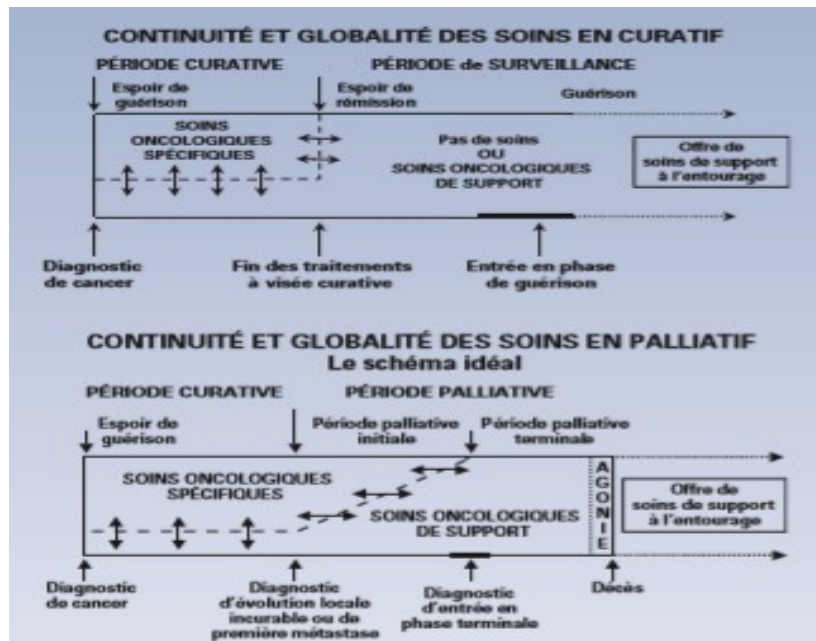 CONTINUITÉ ET GLOBALITÉ DES SOINS EN CURATIF
PÉRIODE CURATIVE
PÉRIODE de SURVEILLANCE
Espoir de
guérison
Espoir de
rémission
Guérison
SOINS
ONCOLOGIQUES
SPÉCIFIQUES
Pas de soins
OU
SOINS ONCOLOGIQUES
DE SUPPORT
Offre de
soins de support
à l'entourage
Diagnostic
de cancer
Fin des traitements
à visée curative
Entrée en phase
de guérison
CONTINUITÉ ET GLOBALITÉ DES SOINS EN PALLIATIF
Le schéma idéal
PÉRIODE CURATIVE
PÉRIODE PALLIATIVE
Espoir de
guérison
Période palliative
initiale
Période palliative
terminale
SOINS ONCOLOGIQUES
SPÉCIFIQUES
SOINS ONCOLOGIQUES
DE SUPPORT
AGONIE
Offre de
soins de support
à l'entourage
Diagnostic
de cancer
Diagnostic
d'évolution locale
incurable ou de
première métastase
Diagnostic
d'entrée en
phase terminale
Décès